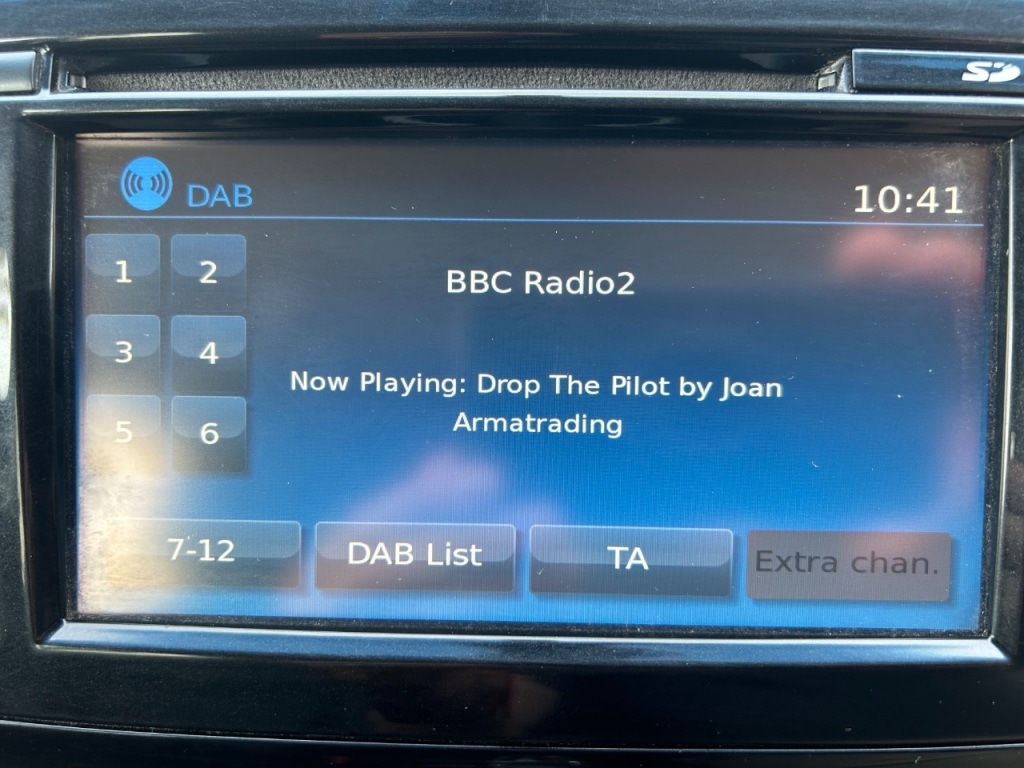 SD
DAB
10:41
1 2
BBC Radio2
3 4
Now Playing: Drop The Pilot by Joan
Armatrading
5 6
7-12 DAB List TA Extra chan.